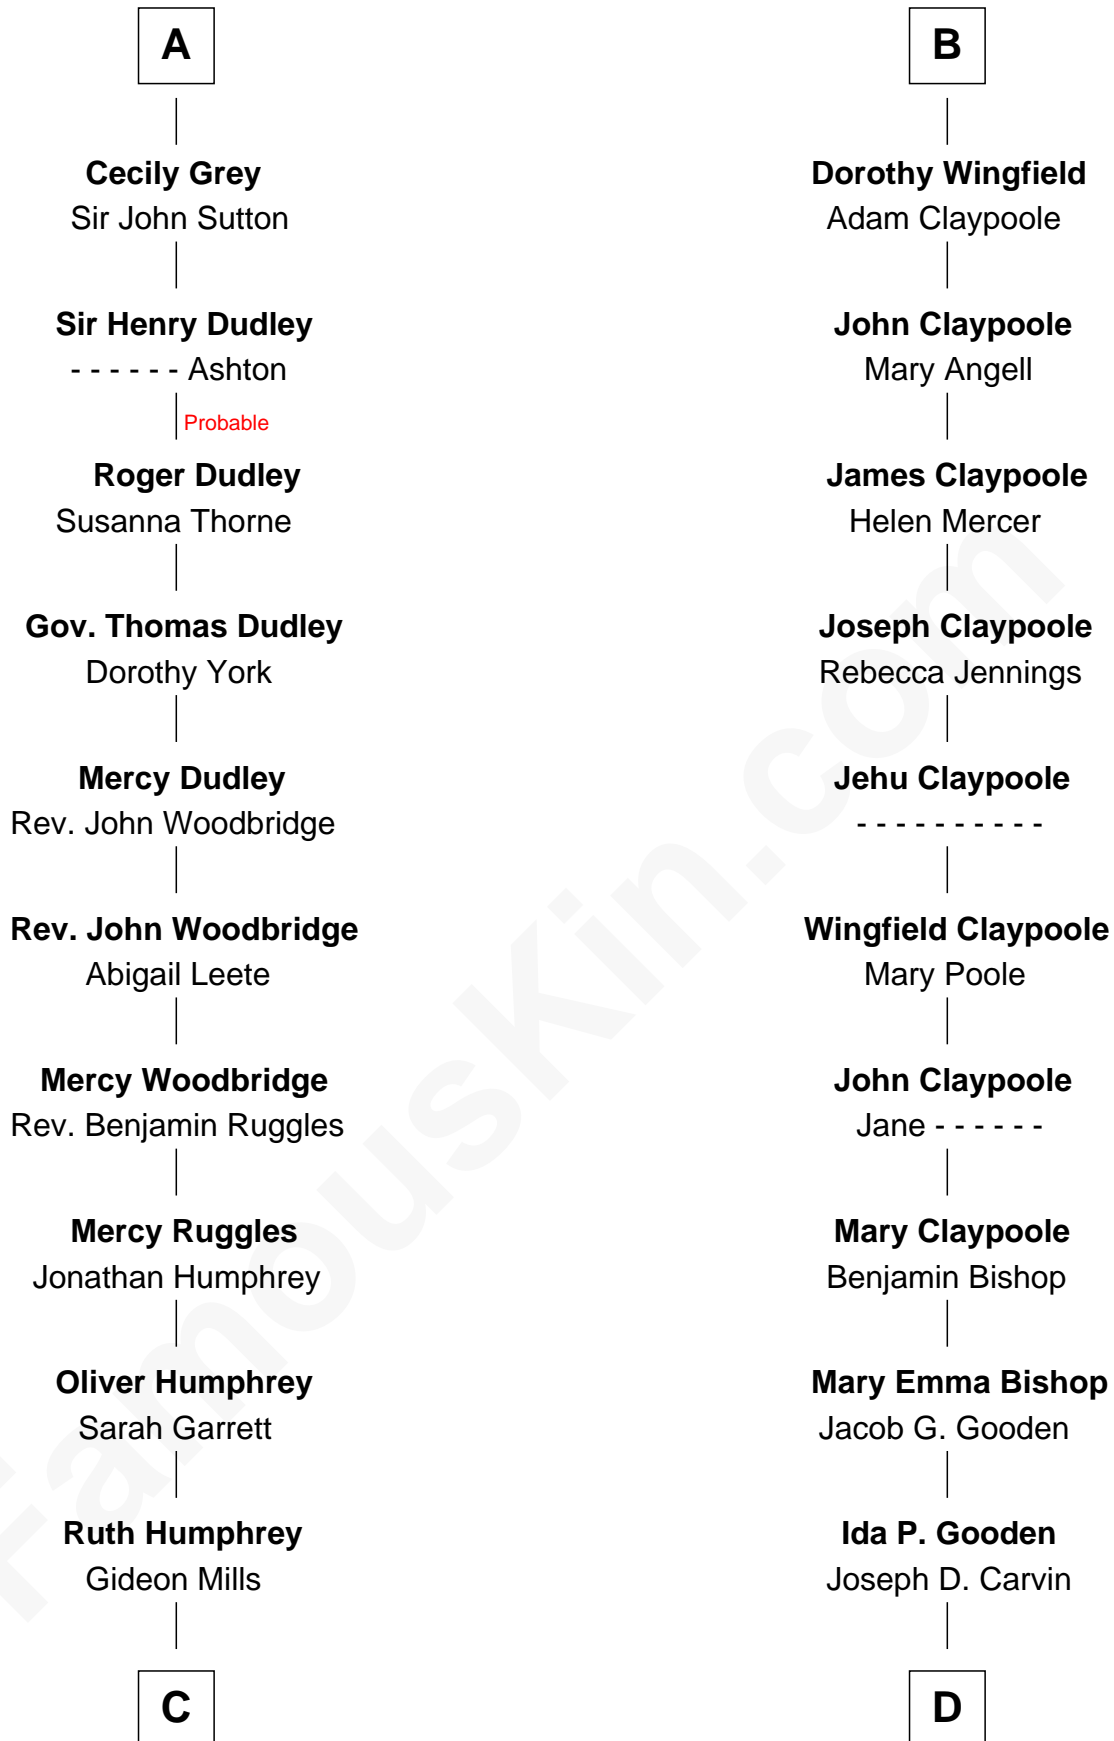 A
Cecily Grey
Sir John Sutton
Sir Henry Dudley
- - - - - - Ashton
Probable
Roger Dudley
Susanna Thorne
Gov. Thomas Dudley
Dorothy York
Mercy Dudley
Rev. John Woodbridge
Rev. John Woodbridge
Abigail Leete
Mercy Woodbridge
Rev. Benjamin Ruggles
Mercy Ruggles
Jonathan Humphrey
Oliver Humphrey
Sarah Garrett
Ruth Humphrey
Gideon Mills
C
B
Dorothy Wingfield
Adam Claypoole
John Claypoole
Mary Angell
James Claypoole
Helen Mercer
Joseph Claypoole
Rebecca Jennings
Jehu Claypoole
- - - - - - - - - -
Wingfield Claypoole
Mary Poole
John Claypoole
Jane - - - - - -
Mary Claypoole
Benjamin Bishop
Mary Emma Bishop
Jacob G. Gooden
Ida P. Gooden
Joseph D. Carvin
D
FamousKin.com